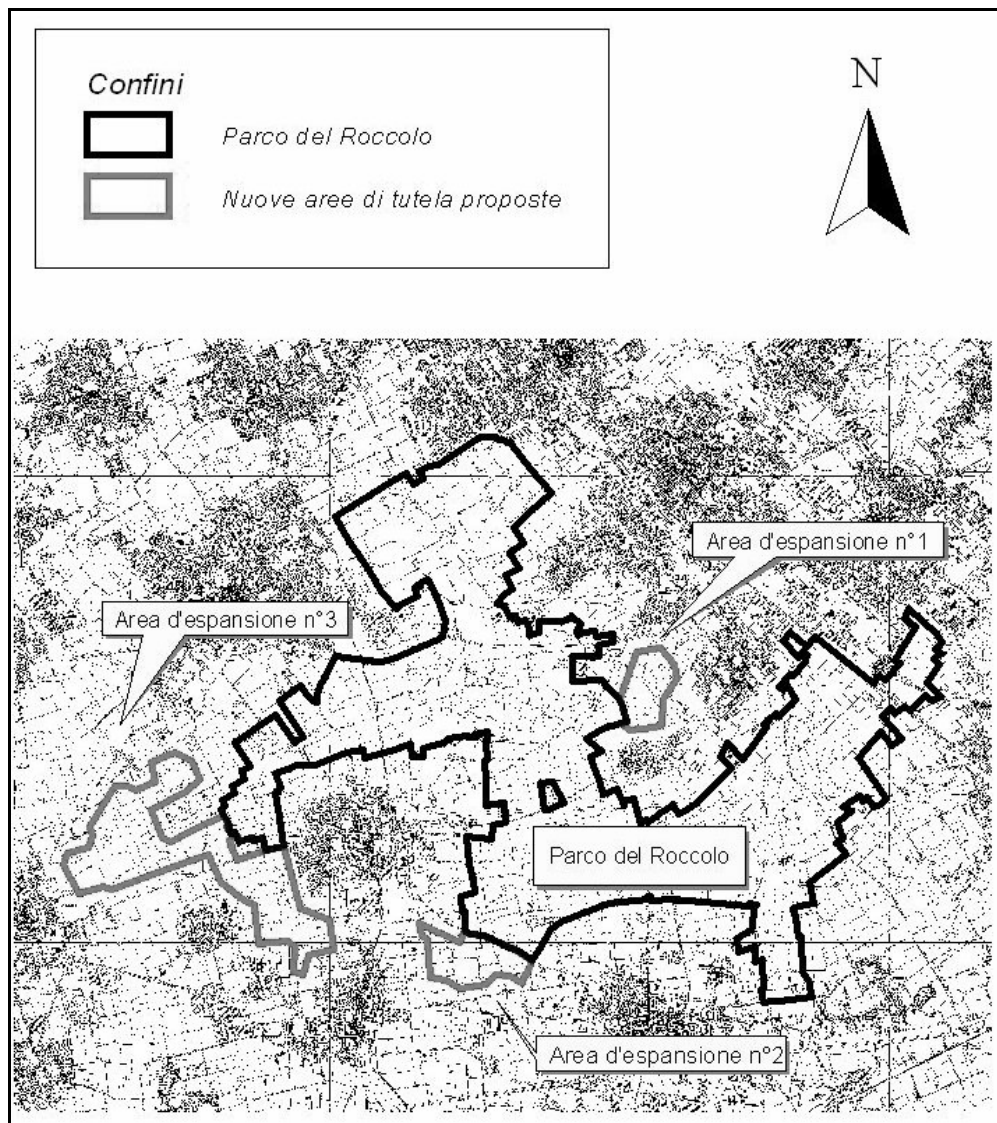 Confini
Parco del Roccolo
Nuove aree di tutela proposte
N
Area d'espansione n°1
Area d'espansione n°3
Parco del Roccolo
Area d'espansione n°2